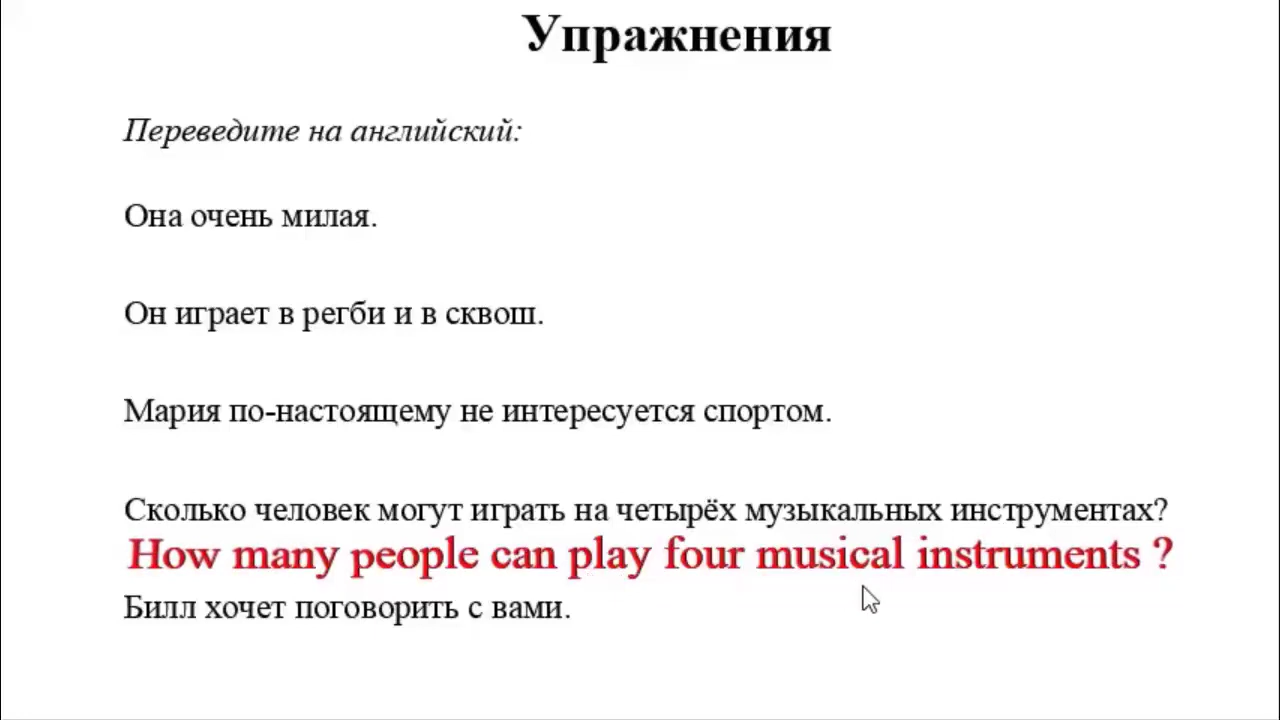 Упражнения
Переведите на английский:
Она очень милая.
Он играет в регби и в сквош.
Мария по-настоящему не интересуется спортом.
Сколько человек могут играть на четырёх музыкальных инструментах?
How many people can play four musical instruments ?
Билл хочет поговорить с вами.